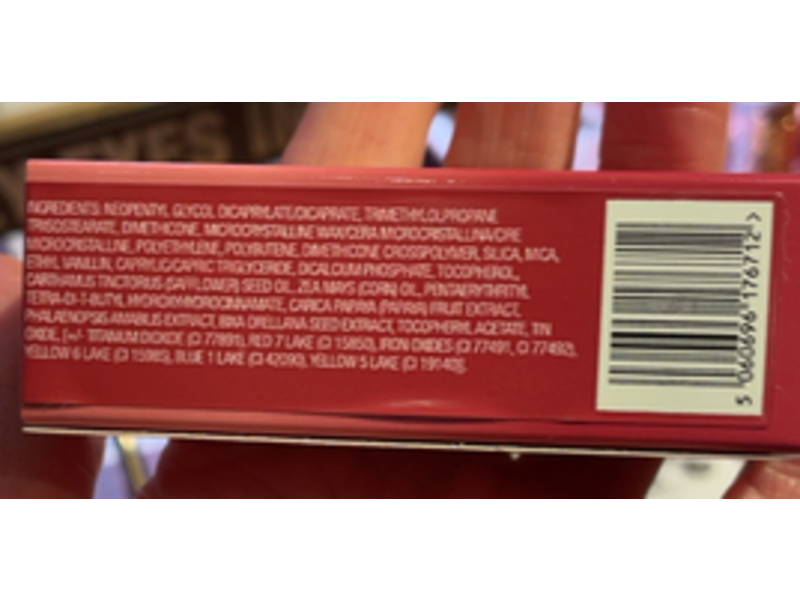 EYES
INGREDIENTS: NEOPENTYL GLYCOL DICAPRYLATE/DICAPRATE, TRIMETHYLOLPROPANE
TRIISOSTEARATE, DIMETHICONE, MICROCRYSTALLINE WAX/CERA MICROCRISTALLINA/CIRE
MICROCRISTALLINE, POLYETHYLENE, POLYBUTENE, DIMETHICONE CROSSPOLYMER, SILICA, MICA,
ETHYL VANILLIN, CAPRYLIC/CAPRIC TRIGLYCERIDE, DICALCIUM PHOSPHATE, TOCOPHEROL,
CARTHAMUS TINCTORIUS (SAFFLOWER) SEED OIL, ZEA MAYS (CORN) OIL, PENTAERYTHRITYL
TETRA-DI-T-BUTYL HYDROXYHYDROCINNAMATE, CARICA PAPAYA (PAPAYA) FRUIT EXTRACT,
PHALAENOPSIS AMABILIS EXTRACT, BIXA ORELLANA SEED EXTRACT, TOCOPHERYL ACETATE, TIN
OXIDE, [+/- TITANIUM DIOXIDE (CI 77891), RED 7 LAKE (CI 15850), IRON OXIDES (CI 77491, CI 77492),
YELLOW 6 LAKE (CI 15985), BLUE 1 LAKE (CI 42090), YELLOW 5 LAKE (CI 19140)].
5 060696 176712 >